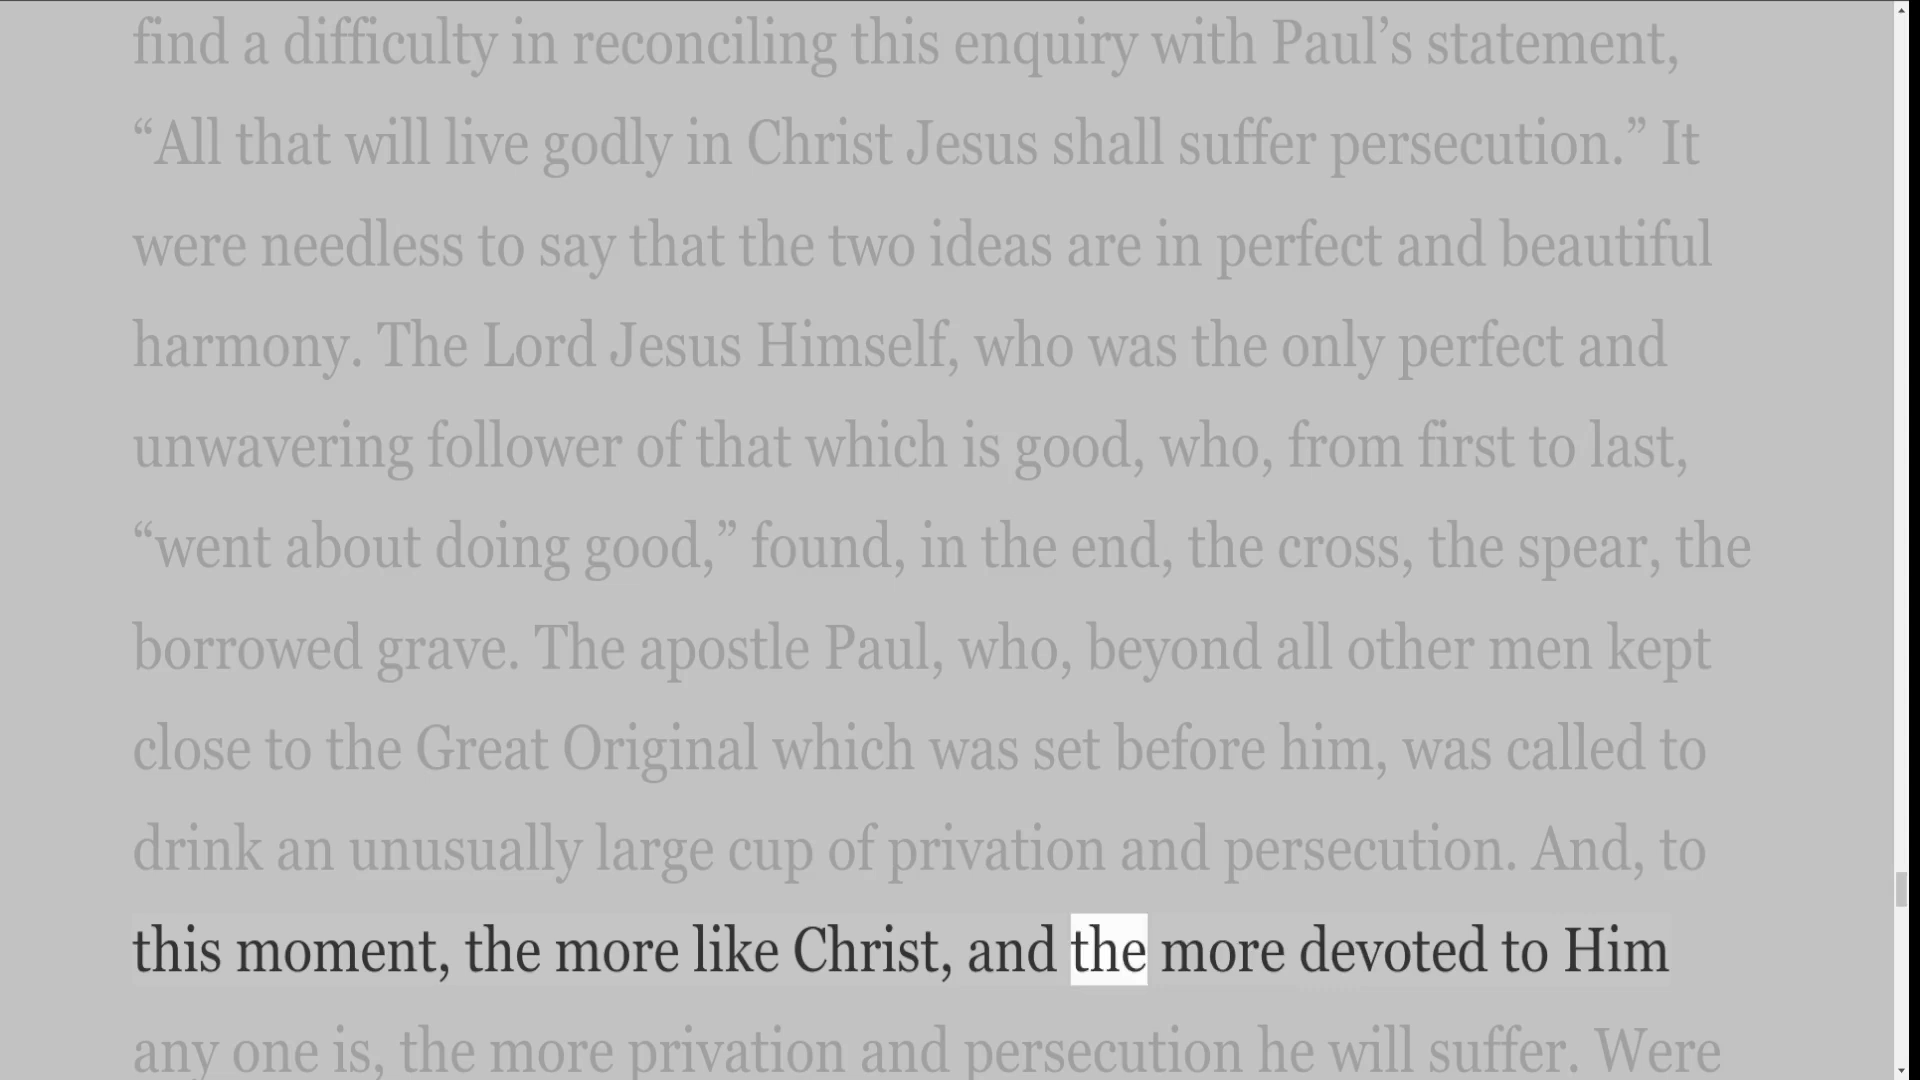 find a difficulty in reconciling this enquiry with Paul’s statement,
“All that will live godly in Christ Jesus shall suffer persecution.” It
were needless to say that the two ideas are in perfect and beautiful
harmony. The Lord Jesus Himself, who was the only perfect and
unwavering follower of that which is good, who, from first to last,
“went about doing good,” found, in the end, the cross, the spear, the
borrowed grave. The apostle Paul, who, beyond all other men kept
close to the Great Original which was set before him, was called to
drink an unusually large cup of privation and persecution. And, to
this moment, the more like Christ, and the more devoted to Him
any one is, the more privation and persecution he will suffer. Were